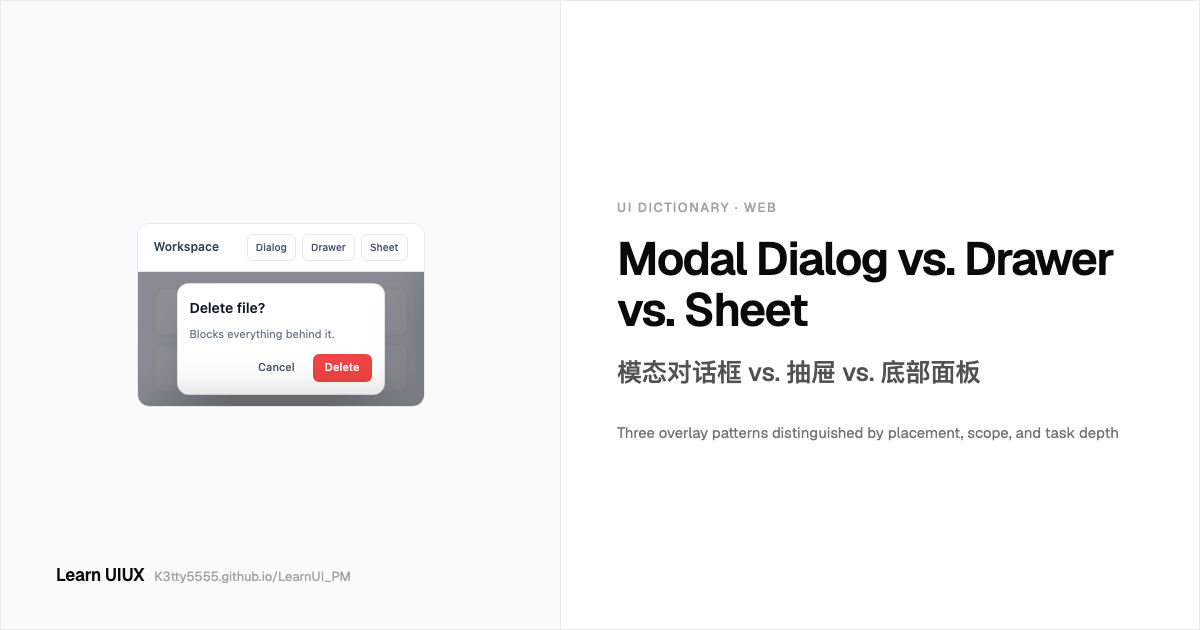 Workspace
Dialog
Drawer
Sheet
Delete file?
Blocks everything behind it.
Cancel
Delete
Learn UIUX K3tty5555.github.io/LearnUI_PM
UI DICTIONARY · WEB
Modal Dialog vs. Drawer
vs. Sheet
模态对话框 vs. 抽屉 vs. 底部面板
Three overlay patterns distinguished by placement, scope, and task depth